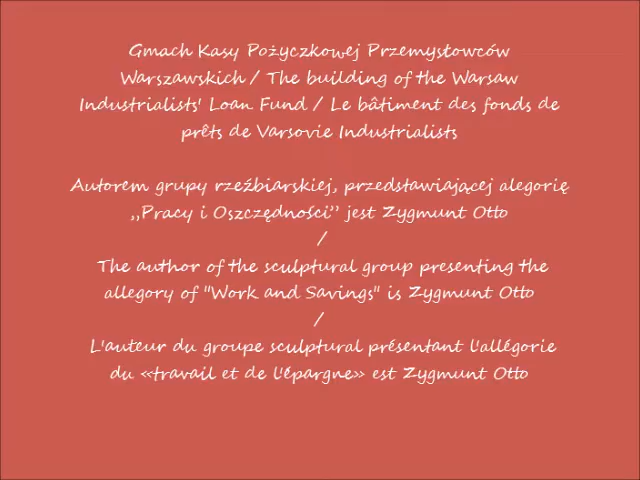 Gmach Kasy Pożyczkowej Przemysłowców
Warszawskich / The building of the Warsaw
Industrialists' Loan Fund / Le bâtiment des fonds de
prêts de Varsovie Industrialists
Autorem grupy rzeźbiarskiej, przedstawiającej alegorię
„Pracy i Oszczędności” jest Zygmunt Otto
/
The author of the sculptural group presenting the
allegory of "Work and Savings" is Zygmunt Otto
/
L'auteur du groupe sculptural présentant l'allégorie
du «travail et de l'épargne» est Zygmunt Otto